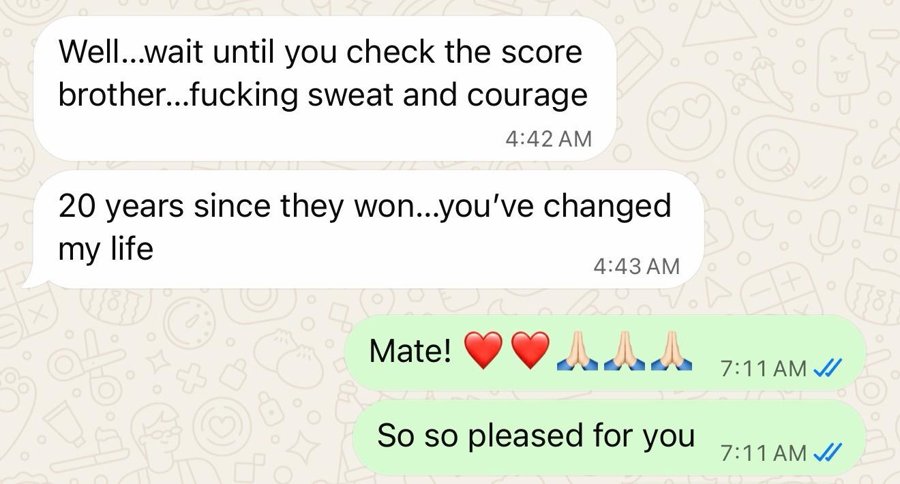 Well...wait until you check the score
brother...fucking sweat and courage
4:42 AM
20 years since they won...you've changed
my life
4:43 AM
Mate! ❤️❤️🙏🏻🙏🏻🙏🏻 7:11 AM
So so pleased for you 7:11 AM